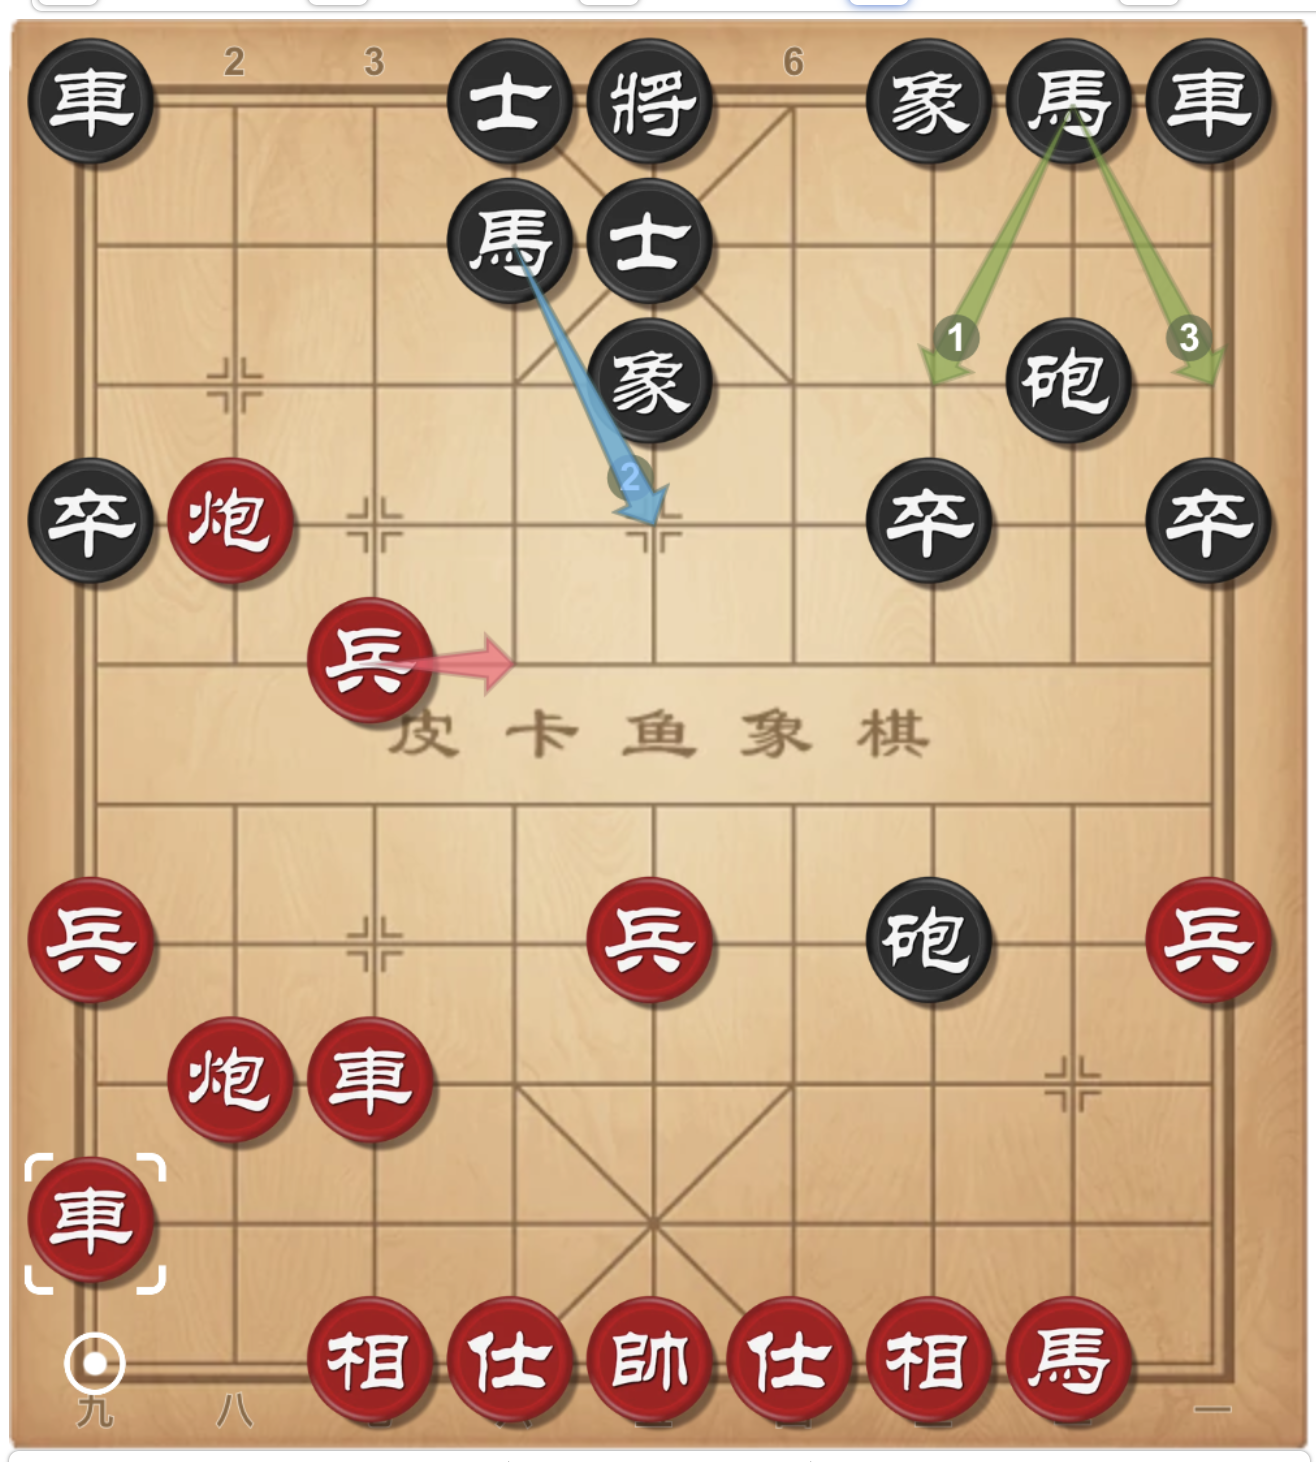 2 3 6
車 士 將 象 馬 車
馬 士
1 3
象 砲
2
卒 炮 卒 卒
兵
皮卡鱼象棋
兵 兵 砲 兵
炮 車
車
相 仕 帥 仕 相 馬
九 八 一